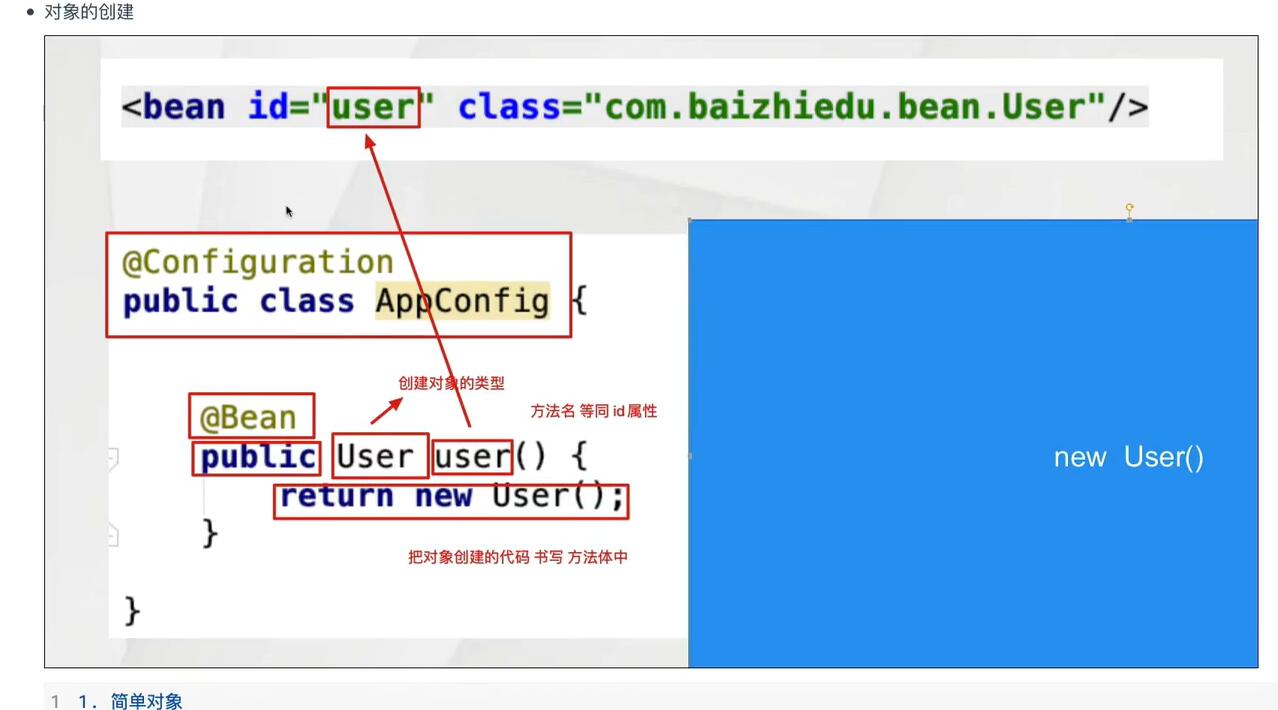 对象的创建
<bean id="user" class="com.baizhiedu.bean.User"/>
@Configuration
public class AppConfig {
创建对象的类型
@Bean
方法名 等同 id 属性
public User user() {
return new User();
}
把对象创建的代码 书写 方法体中
}
new User()
1 1. 简单对象